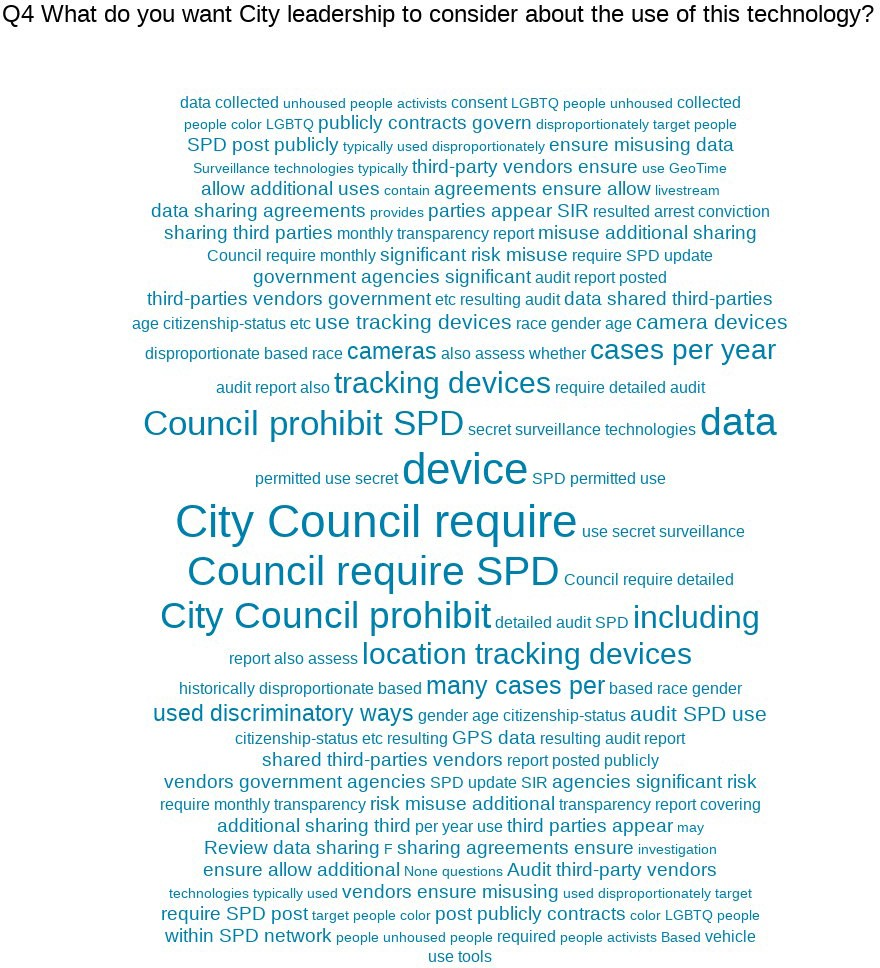 Q4 What do you want City leadership to consider about the use of this technology?
data collected unhoused people activists consent LGBTQ people unhoused collected
people color LGBTQ publicly contracts govern disproportionately target people
SPD post publicly typically used disproportionately ensure misusing data
Surveillance technologies typically third-party vendors ensure use GeoTime
allow additional uses contain agreements ensure allow livestream
data sharing agreements provides parties appear SIR resulted arrest conviction
sharing third parties monthly transparency report misuse additional sharing
Council require monthly significant risk misuse require SPD update
government agencies significant audit report posted
third-parties vendors government etc resulting audit data shared third-parties
age citizenship-status etc use tracking devices race gender age camera devices
disproportionate based race cameras also assess whether cases per year
audit report also tracking devices require detailed audit
Council prohibit SPD secret surveillance technologies data
permitted use secret device SPD permitted use
City Council require use secret surveillance
Council require SPD Council require detailed
City Council prohibit detailed audit SPD including
report also assess location tracking devices
historically disproportionate based many cases per based race gender
used discriminatory ways gender age citizenship-status audit SPD use
citizenship-status etc resulting GPS data resulting audit report
shared third-parties vendors report posted publicly
vendors government agencies SPD update SIR agencies significant risk
require monthly transparency risk misuse additional transparency report covering
additional sharing third per year use third parties appear may
Review data sharing F sharing agreements ensure investigation
ensure allow additional None questions Audit third-party vendors
technologies typically used vendors ensure misusing used disproportionately target
require SPD post target people color post publicly contracts color LGBTQ people
within SPD network people unhoused people required people activists Based vehicle
use tools